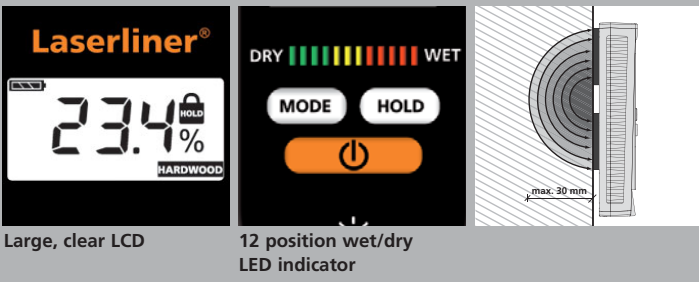 Laserliner®
HOLD
23.4%
HARDWOOD
DRY WET
MODE HOLD
max. 30 mm
Large, clear LCD
12 position wet/dry
LED indicator